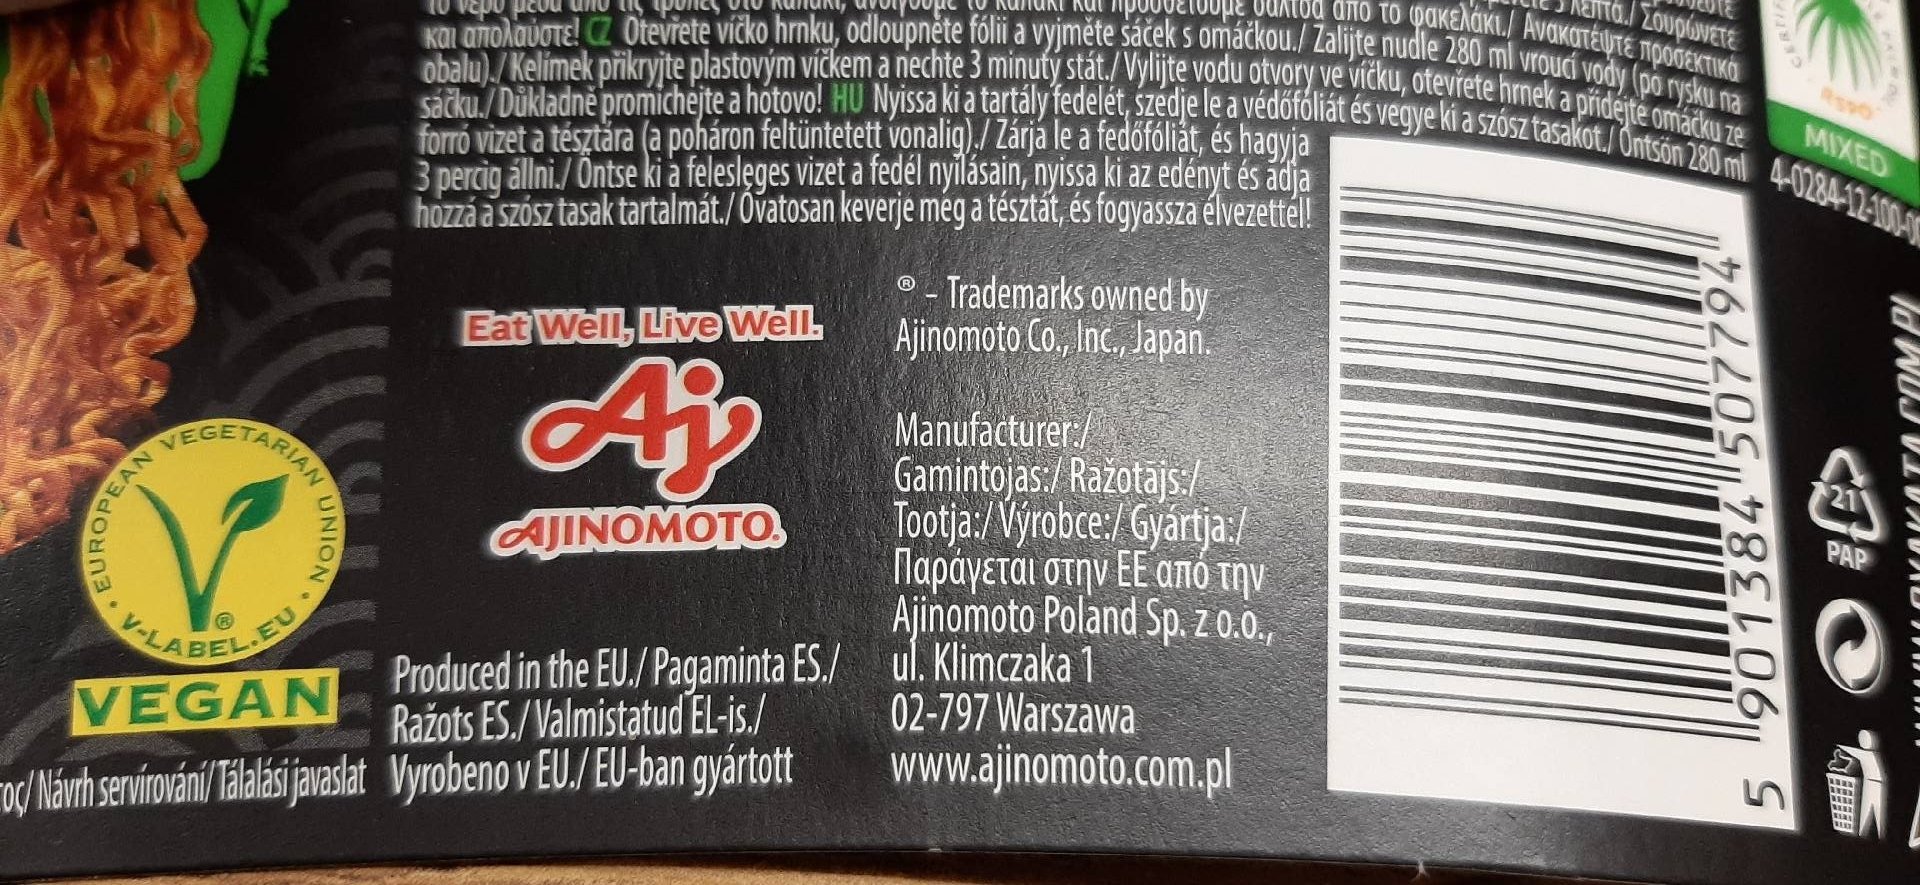 και απολαύστε! CZ Otevřete víčko hrnku, odloupněte fólii a vyjměte sáček s omáčkou./ Zalijte nudle 280 ml vroucí vody (po rysku na
obalu)./ Kelímek přikryjte plastovým víčkem a nechte 3 minuty stát./ Vylijte vodu otvory ve víčku, otevřete hrnek a přidejte omáčku ze
sáčku./ Důkladně promíchejte a hotovo! HU Nyissa ki a tartály fedelét, szedje le a védőfóliát és vegye ki a szósz tasakot./ Öntsön 280 ml
forró vizet a tésztára (a poháron feltüntetett vonalig)./ Zárja le a fedőfóliát, és hagyja
3 percig állni./ Öntse ki a felesleges vizet a fedél nyílásain, nyissa ki az edényt és adja
hozzá a szósz tasak tartalmát./ Óvatosan keverje meg a tésztát, és fogyassza élvezettel!
RSPO
MIXED
4-0284-12-100-0
Eat Well, Live Well.
Aj
AJINOMOTO®
® - Trademarks owned by
Ajinomoto Co., Inc., Japan.
Manufacturer:/
Gamintojas:/ Ražotājs:/
Tootja:/ Výrobce:/ Gyártja:/
Παράγεται στην ΕΕ από την
Ajinomoto Poland Sp. z o.o.,
ul. Klimczaka 1
02-797 Warszawa
www.ajinomoto.com.pl
EUROPEAN VEGETARIAN UNION
V-LABEL.EU
®
VEGAN
Produced in the EU./ Pagaminta ES./
Ražots ES./ Valmistatud EL-is./
Vyrobeno v EU./ EU-ban gyártott
τος/ Návrh servírování/ Tálalási javaslat
5 901384 507794
21
PAP